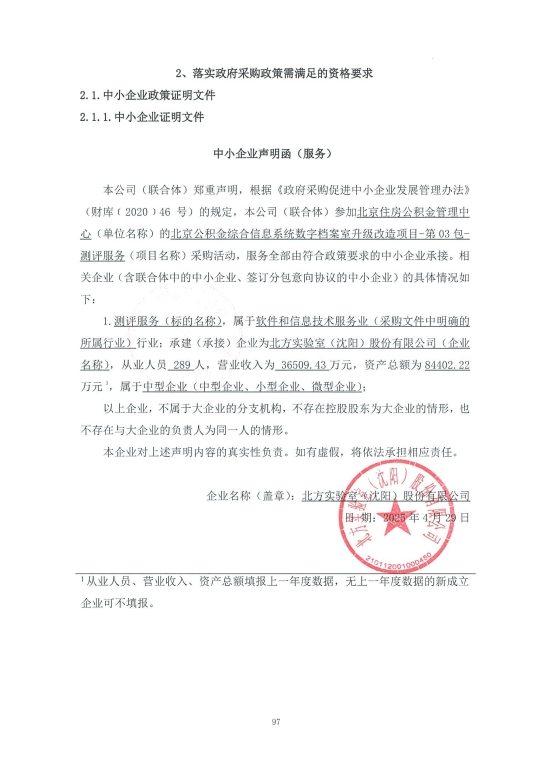 2、落实政府采购政策需满足的资格要求
2.1.中小企业政策证明文件
2.1.1.中小企业证明文件
中小企业声明函（服务）
本公司（联合体）郑重声明，根据《政府采购促进中小企业发展管理办法》
（财库﹝2020﹞46 号）的规定，本公司（联合体）参加北京住房公积金管理中
心（单位名称）的北京公积金综合信息系统数字档案室升级改造项目-第 03 包-
测评服务（项目名称）采购活动，服务全部由符合政策要求的中小企业承接。相
关企业（含联合体中的中小企业、签订分包意向协议的中小企业）的具体情况如
下：
1.测评服务（标的名称），属于软件和信息技术服务业（采购文件中明确的
所属行业）行业；承建（承接）企业为北方实验室（沈阳）股份有限公司（企业
名称），从业人员 289 人，营业收入为 36509.43 万元，资产总额为 84402.22
万元¹，属于中型企业（中型企业、小型企业、微型企业）；
以上企业，不属于大企业的分支机构，不存在控股股东为大企业的情形，也
不存在与大企业的负责人为同一人的情形。
本企业对上述声明内容的真实性负责。如有虚假，将依法承担相应责任。
企业名称（盖章）：北方实验室（沈阳）股份有限公司
日 期：2025 年 4 月 29 日
北方实验室（沈阳）股份有限公司
210112001000450
¹从业人员、营业收入、资产总额填报上一年度数据，无上一年度数据的新成立
企业可不填报。
97